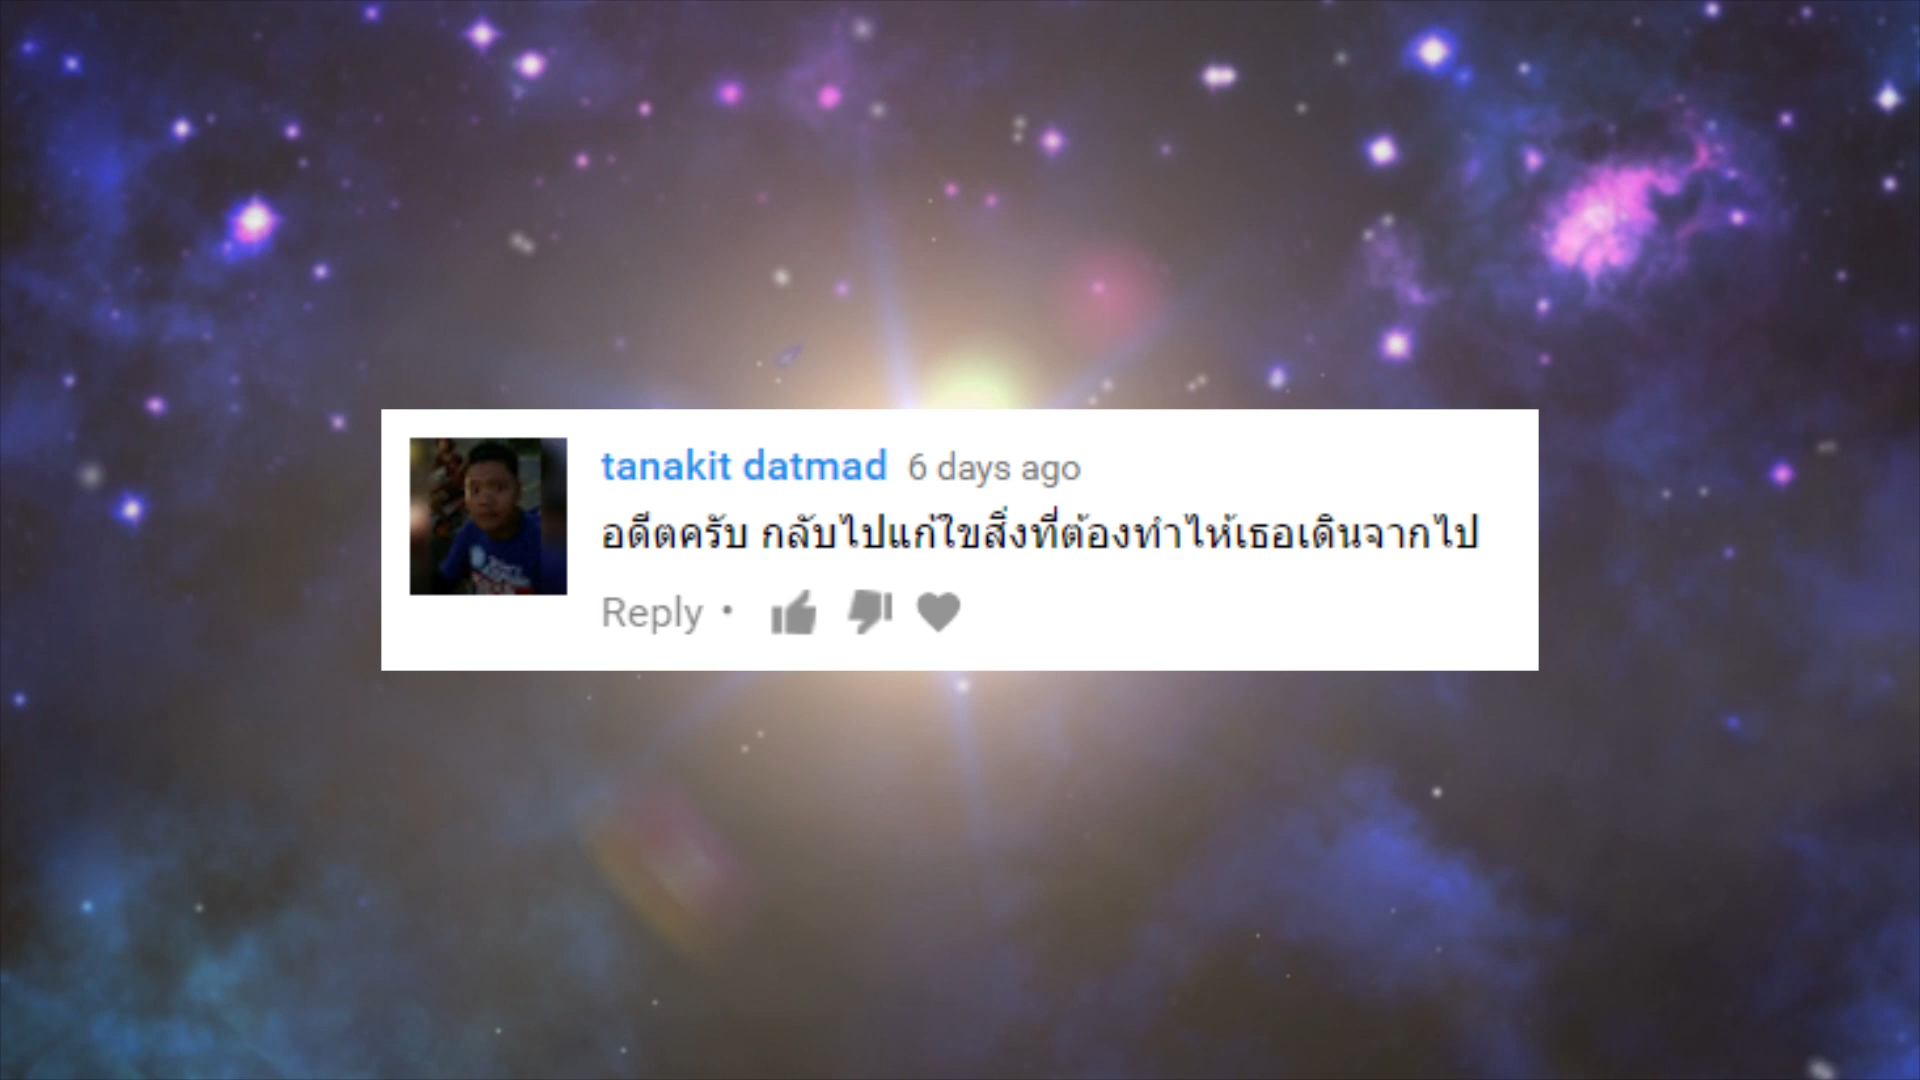 tanakit datmad 6 days ago
อดีตครับ กลับไปแก้ใขสิ่งที่ต้องทำไห้เธอเดินจากไป
Reply •